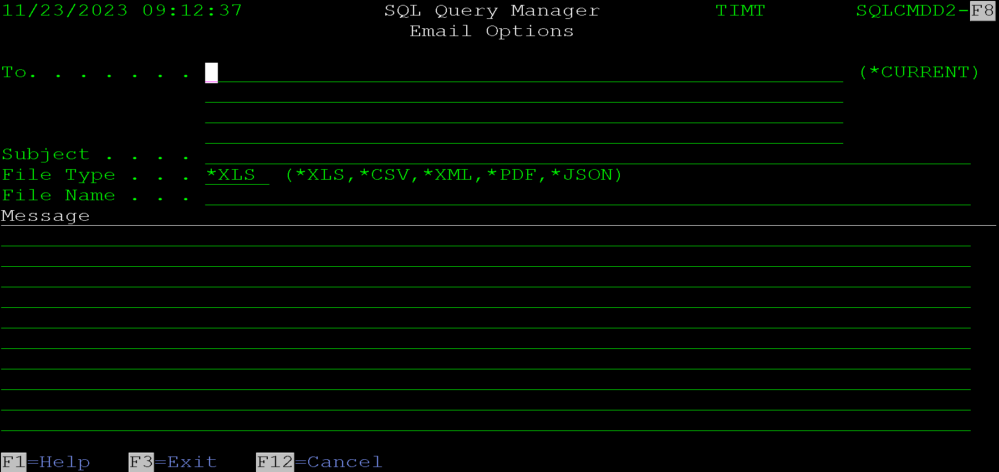 11/23/2023 09:12:37 SQL Query Manager TIMT SQLCMDD2-F8
Email Options
To. . . . . . . (*CURRENT)
Subject . . . .
File Type . . . *XLS (*XLS,*CSV,*XML,*PDF,*JSON)
File Name . . .
Message
F1=Help F3=Exit F12=Cancel